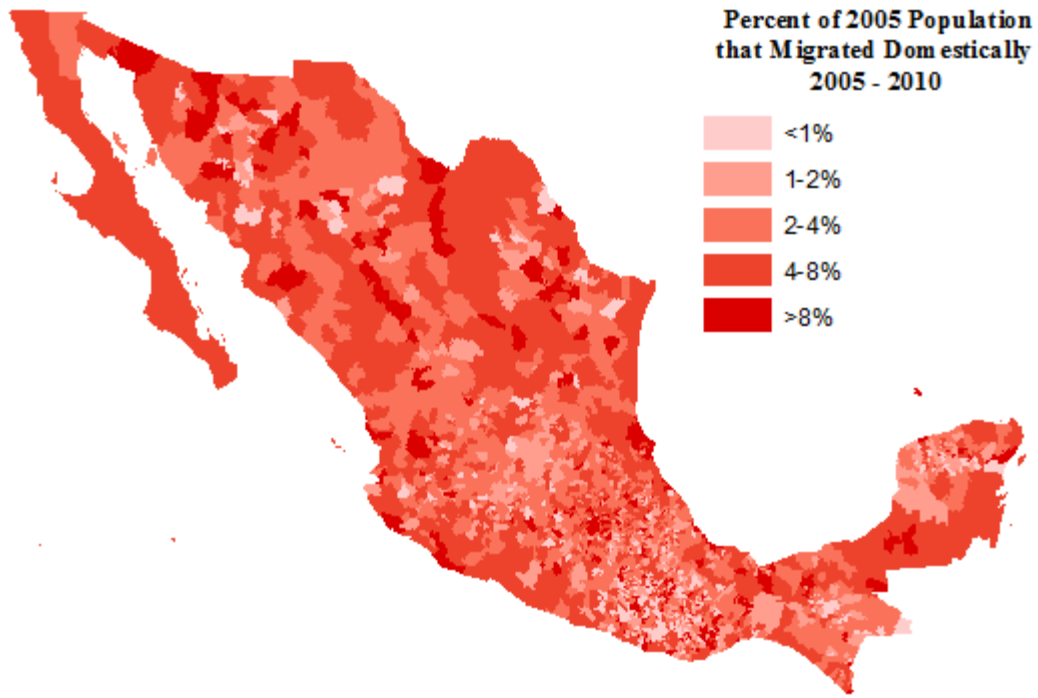 Percent of 2005 Population
that Migrated Domestically
2005 - 2010
<1%
1-2%
2-4%
4-8%
>8%